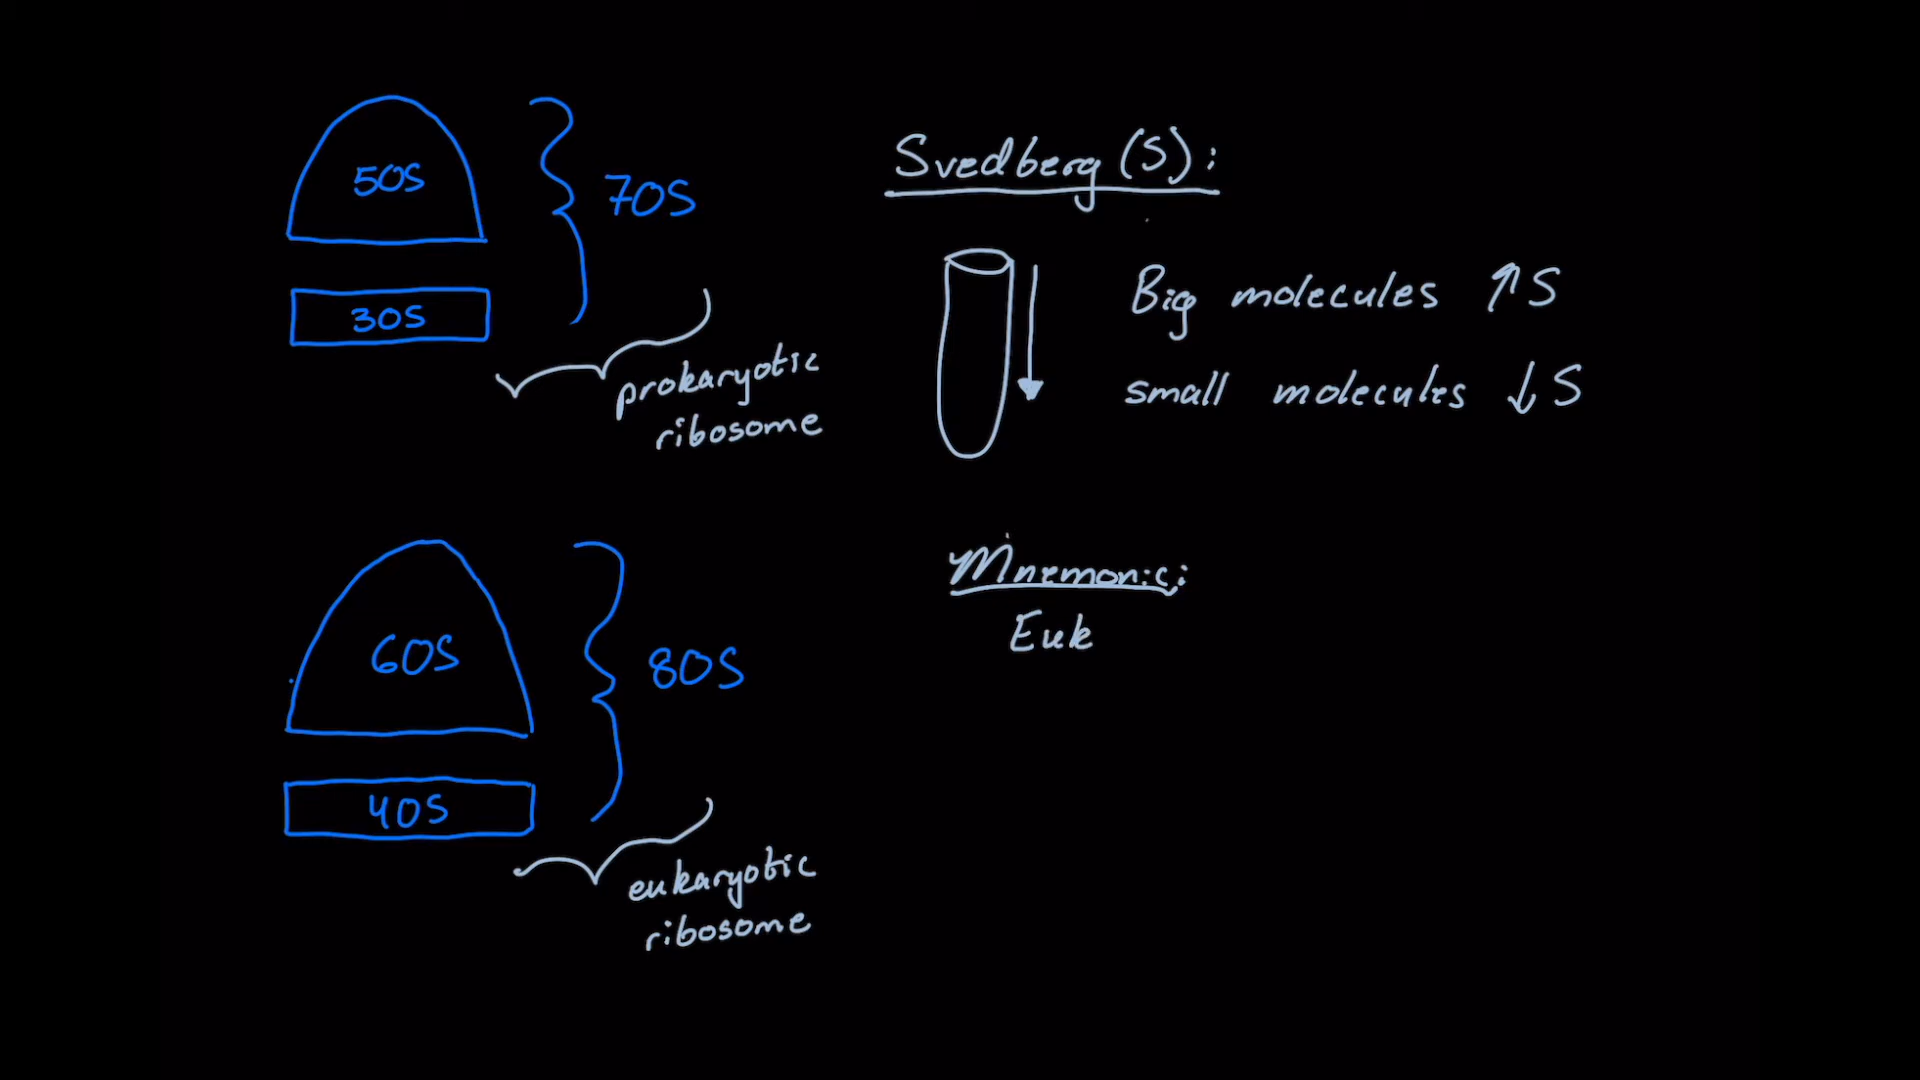 50S
70S
30S
prokaryotic
ribosome
Svedberg (S):
Big molecules ↑S
small molecules ↓S
60S
80S
40S
eukaryotic
ribosome
Mnemonic:
Euk